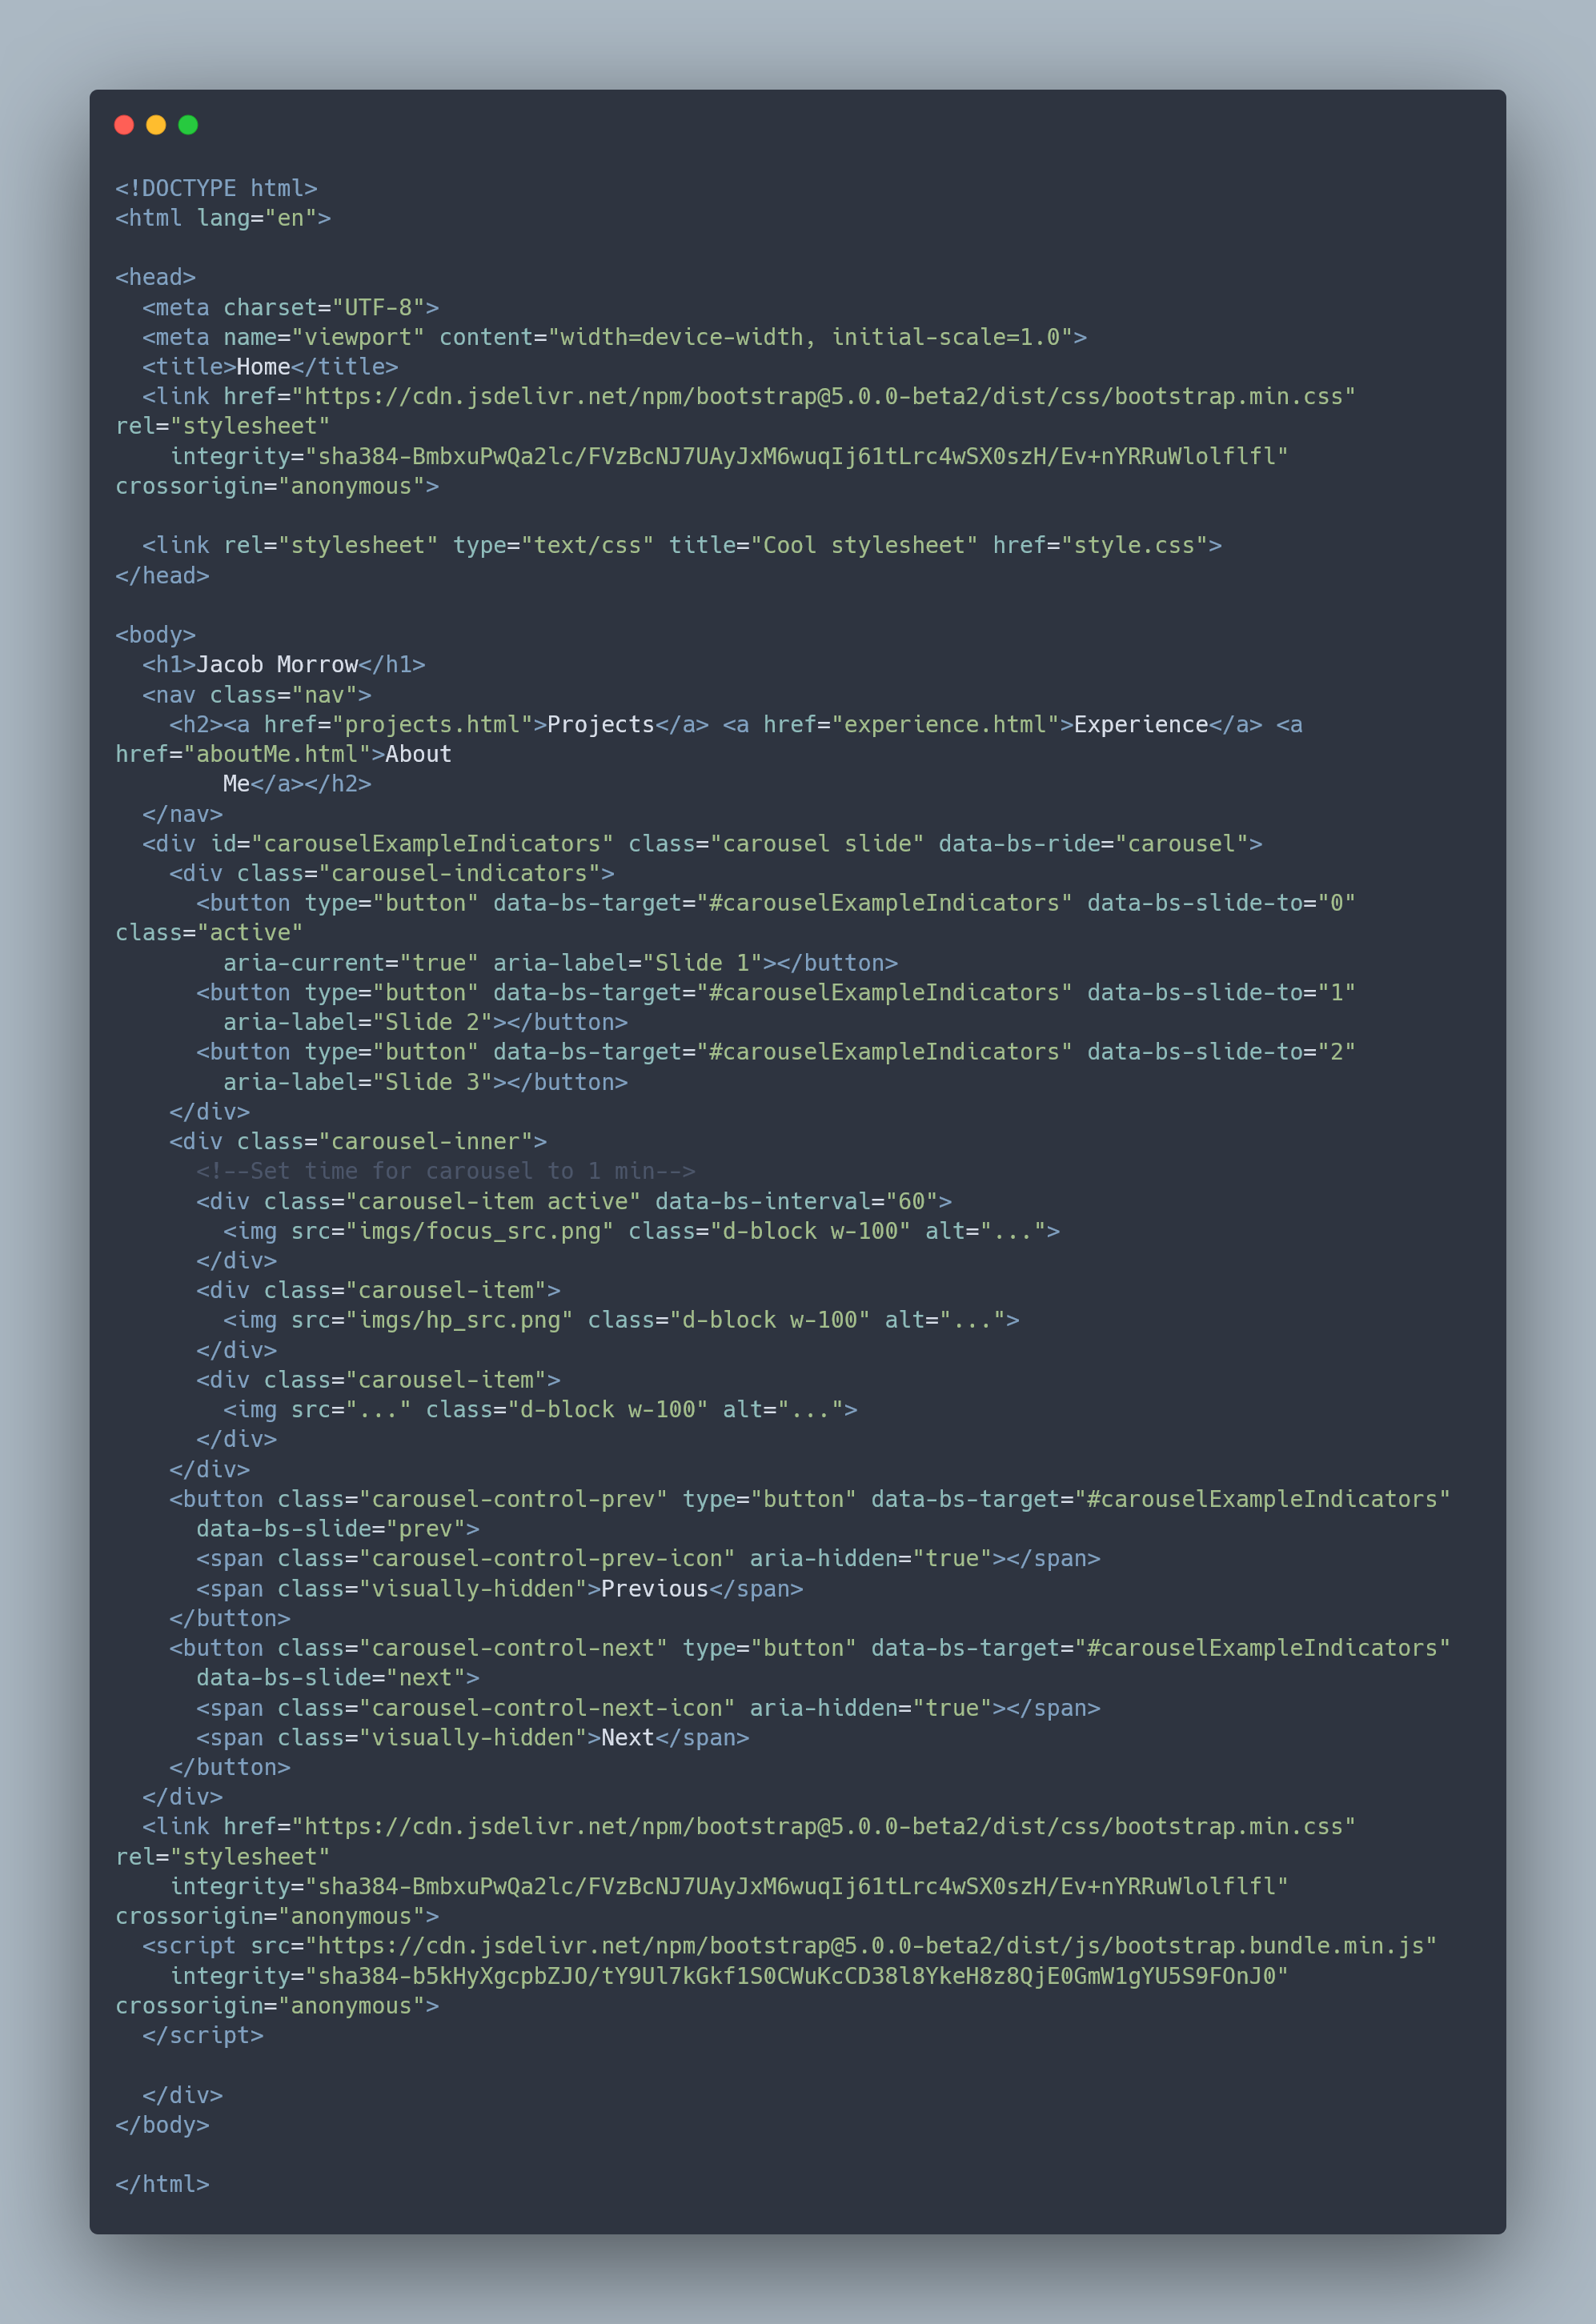 <!DOCTYPE html>
<html lang="en">

<head>
  <meta charset="UTF-8">
  <meta name="viewport" content="width=device-width, initial-scale=1.0">
  <title>Home</title>
  <link href="https://cdn.jsdelivr.net/npm/bootstrap@5.0.0-beta2/dist/css/bootstrap.min.css"
rel="stylesheet"
    integrity="sha384-BmbxuPwQa2lc/FVzBcNJ7UAyJxM6wuqIj61tLrc4wSX0szH/Ev+nYRRuWlolflfl"
crossorigin="anonymous">

  <link rel="stylesheet" type="text/css" title="Cool stylesheet" href="style.css">
</head>

<body>
  <h1>Jacob Morrow</h1>
  <nav class="nav">
    <h2><a href="projects.html">Projects</a> <a href="experience.html">Experience</a> <a
href="aboutMe.html">About
        Me</a></h2>
  </nav>
  <div id="carouselExampleIndicators" class="carousel slide" data-bs-ride="carousel">
    <div class="carousel-indicators">
      <button type="button" data-bs-target="#carouselExampleIndicators" data-bs-slide-to="0"
class="active"
        aria-current="true" aria-label="Slide 1"></button>
      <button type="button" data-bs-target="#carouselExampleIndicators" data-bs-slide-to="1"
        aria-label="Slide 2"></button>
      <button type="button" data-bs-target="#carouselExampleIndicators" data-bs-slide-to="2"
        aria-label="Slide 3"></button>
    </div>
    <div class="carousel-inner">
      <!--Set time for carousel to 1 min-->
      <div class="carousel-item active" data-bs-interval="60">
        <img src="imgs/focus_src.png" class="d-block w-100" alt="...">
      </div>
      <div class="carousel-item">
        <img src="imgs/hp_src.png" class="d-block w-100" alt="...">
      </div>
      <div class="carousel-item">
        <img src="..." class="d-block w-100" alt="...">
      </div>
    </div>
    <button class="carousel-control-prev" type="button" data-bs-target="#carouselExampleIndicators"
      data-bs-slide="prev">
      <span class="carousel-control-prev-icon" aria-hidden="true"></span>
      <span class="visually-hidden">Previous</span>
    </button>
    <button class="carousel-control-next" type="button" data-bs-target="#carouselExampleIndicators"
      data-bs-slide="next">
      <span class="carousel-control-next-icon" aria-hidden="true"></span>
      <span class="visually-hidden">Next</span>
    </button>
  </div>
  <link href="https://cdn.jsdelivr.net/npm/bootstrap@5.0.0-beta2/dist/css/bootstrap.min.css"
rel="stylesheet"
    integrity="sha384-BmbxuPwQa2lc/FVzBcNJ7UAyJxM6wuqIj61tLrc4wSX0szH/Ev+nYRRuWlolflfl"
crossorigin="anonymous">
  <script src="https://cdn.jsdelivr.net/npm/bootstrap@5.0.0-beta2/dist/js/bootstrap.bundle.min.js"
    integrity="sha384-b5kHyXgcpbZJO/tY9Ul7kGkf1S0CWuKcCD38l8YkeH8z8QjE0GmW1gYU5S9FOnJ0"
crossorigin="anonymous">
  </script>

  </div>
</body>

</html>